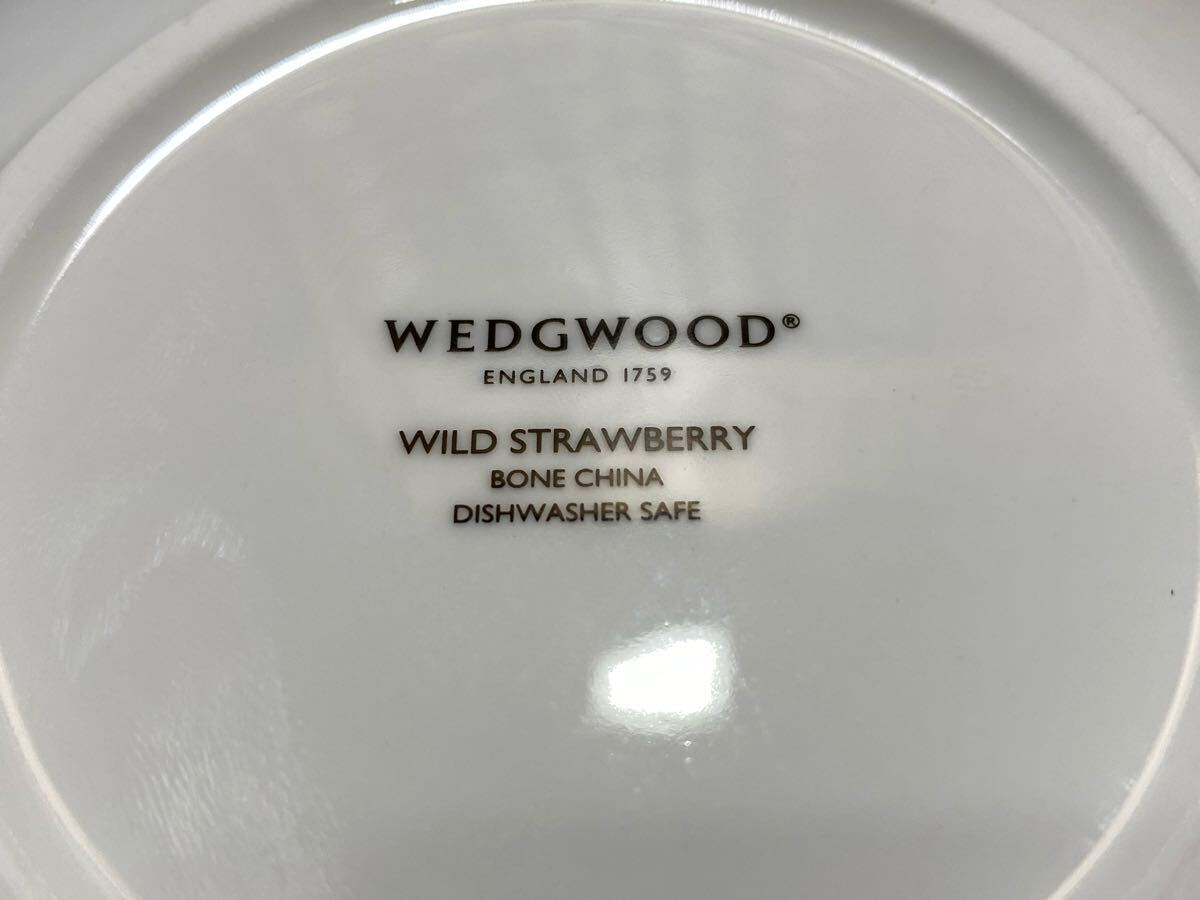 WEDGWOOD®
ENGLAND 1759
WILD STRAWBERRY
BONE CHINA
DISHWASHER SAFE